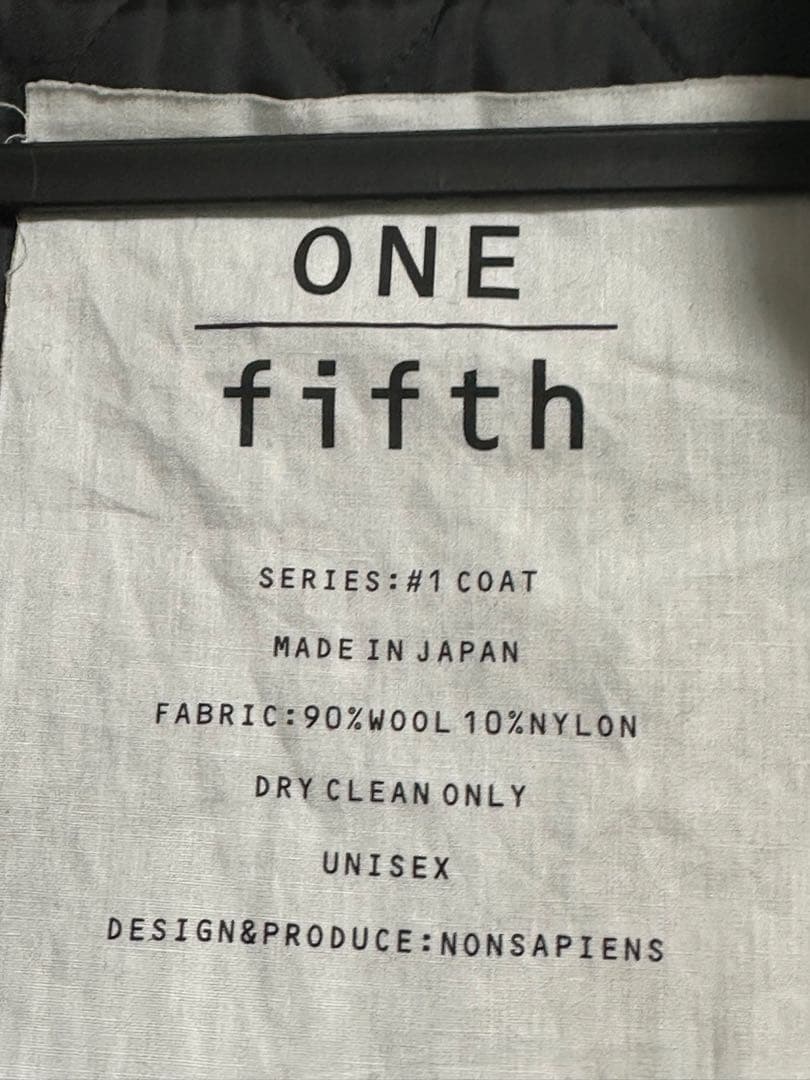 ONE
fifth
SERIES:#1 COAT
MADE IN JAPAN
FABRIC:90%WOOL 10%NYLON
DRY CLEAN ONLY
UNISEX
DESIGN&PRODUCE:NONSAPIENS